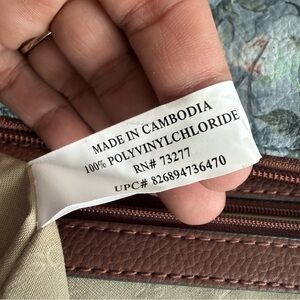 MADE IN CAMBODIA
100% POLYVINYLCHLORIDE
RN# 73277
UPC# 826894736470